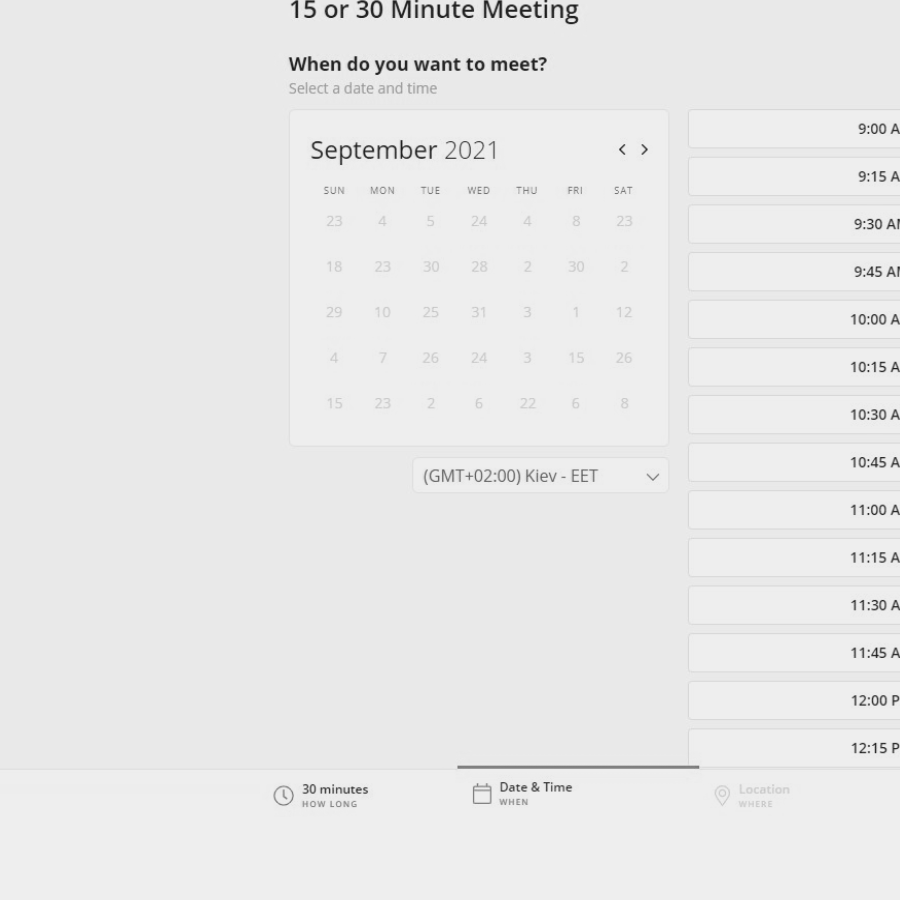 15 or 30 Minute Meeting
When do you want to meet?
Select a date and time
September 2021
SUN MON TUE WED THU FRI SAT
23 4 5 24 4 8 23
18 23 30 28 2 30 2
29 10 25 31 3 1 12
4 7 26 24 3 15 26
15 23 2 6 22 6 8
(GMT+02:00) Kiev - EET
9:00 A
9:15 A
9:30 AM
9:45 AM
10:00 A
10:15 A
10:30 A
10:45 A
11:00 A
11:15 A
11:30 A
11:45 A
12:00 P
12:15 P
30 minutes
HOW LONG
Date & Time
WHEN
Location
WHERE